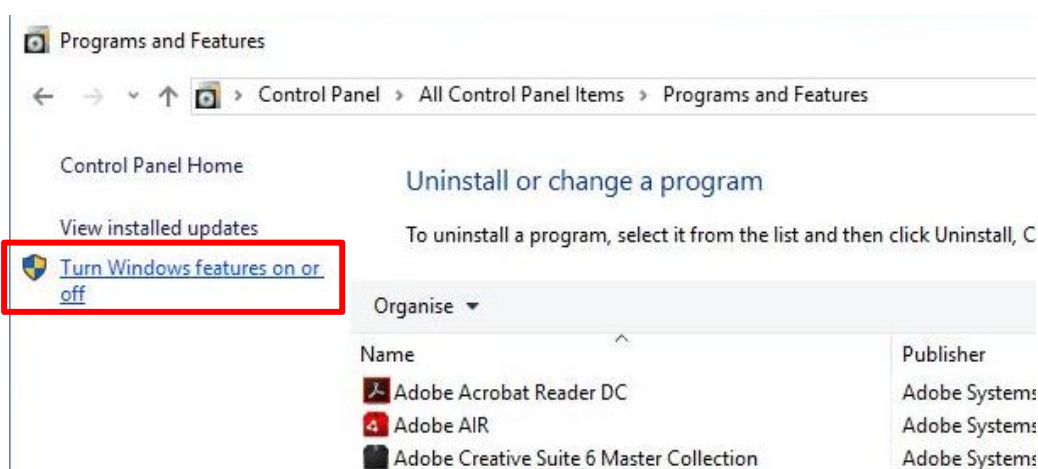 Programs and Features
Control Panel > All Control Panel Items > Programs and Features
Control Panel Home
View installed updates
Turn Windows features on or
off
Uninstall or change a program
To uninstall a program, select it from the list and then click Uninstall, C
Organise
Name Publisher
Adobe Acrobat Reader DC Adobe Systems
Adobe AIR Adobe Systems
Adobe Creative Suite 6 Master Collection Adobe Systems